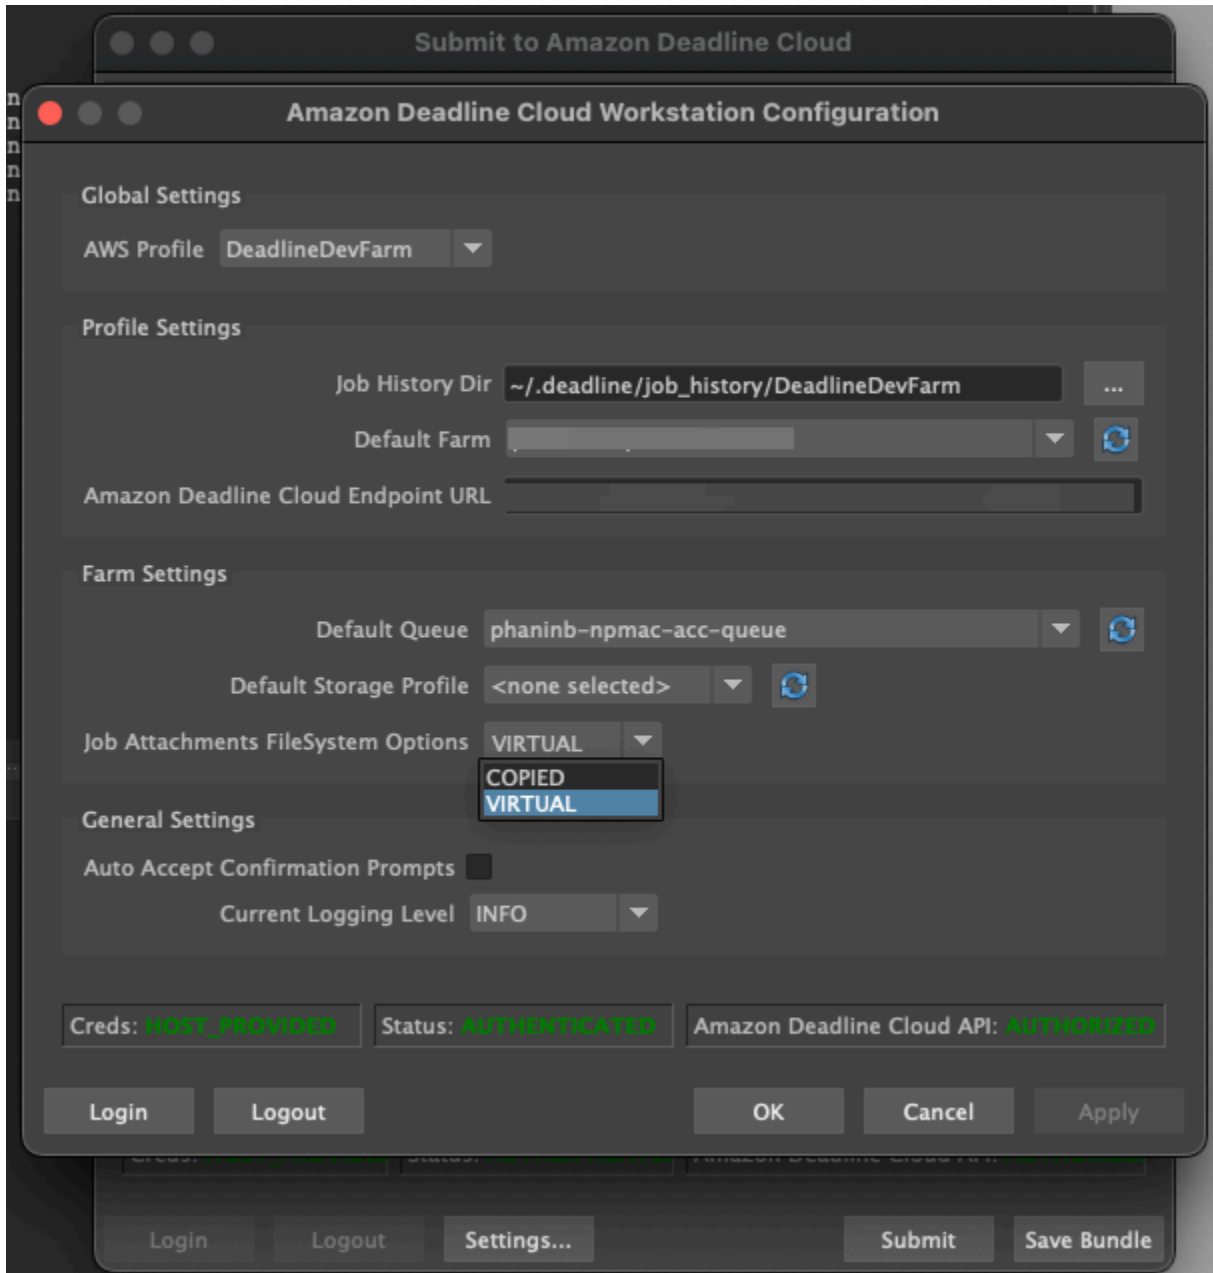 Submit to Amazon Deadline Cloud
n
n
n
n
n
Amazon Deadline Cloud Workstation Configuration
Global Settings
AWS Profile DeadlineDevFarm
Profile Settings
Job History Dir ~/.deadline/job_history/DeadlineDevFarm ...
Default Farm
Amazon Deadline Cloud Endpoint URL
Farm Settings
Default Queue phaninb-npmac-acc-queue
Default Storage Profile <none selected>
Job Attachments FileSystem Options VIRTUAL
COPIED
VIRTUAL
General Settings
Auto Accept Confirmation Prompts
Current Logging Level INFO
Creds: HOST_PROVIDED Status: AUTHENTICATED Amazon Deadline Cloud API: AUTHORIZED
Login Logout OK Cancel Apply
Login Logout Settings... Submit Save Bundle